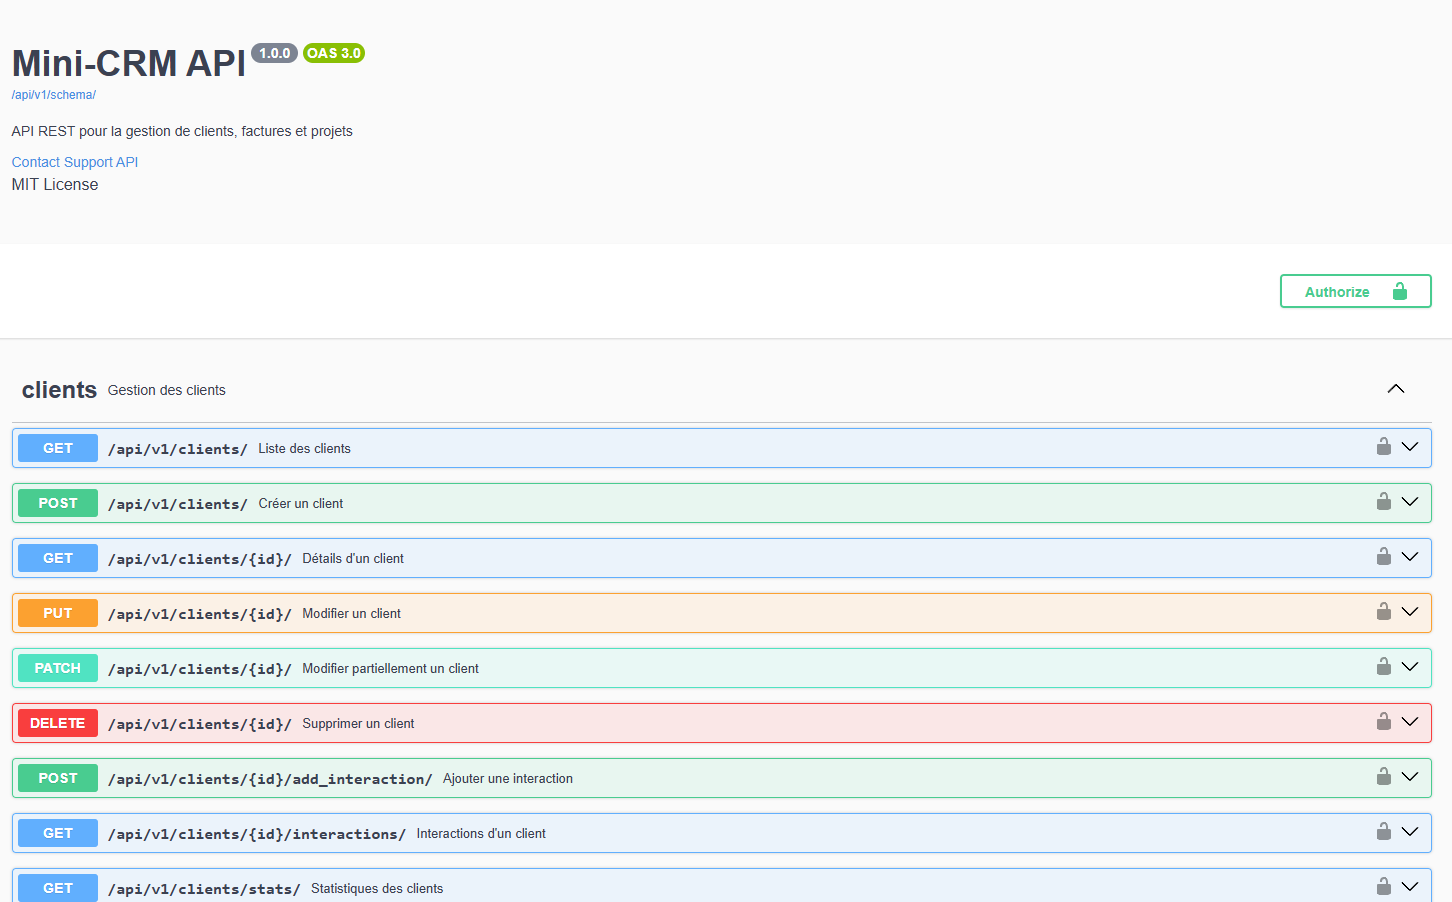 Mini-CRM API 1.0.0 OAS 3.0
/api/v1/schema/
API REST pour la gestion de clients, factures et projets
Contact Support API
MIT License
Authorize
clients Gestion des clients
GET /api/v1/clients/ Liste des clients
POST /api/v1/clients/ Créer un client
GET /api/v1/clients/{id}/ Détails d'un client
PUT /api/v1/clients/{id}/ Modifier un client
PATCH /api/v1/clients/{id}/ Modifier partiellement un client
DELETE /api/v1/clients/{id}/ Supprimer un client
POST /api/v1/clients/{id}/add_interaction/ Ajouter une interaction
GET /api/v1/clients/{id}/interactions/ Interactions d'un client
GET /api/v1/clients/stats/ Statistiques des clients